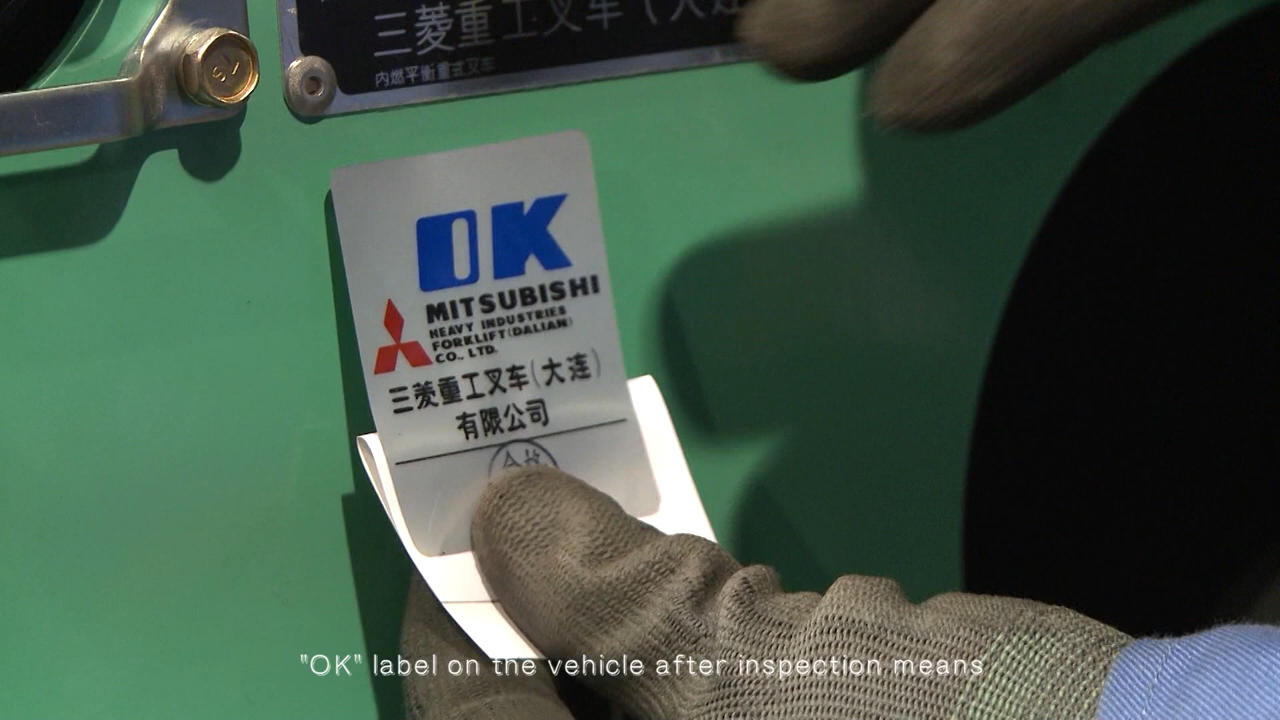 三菱重工叉车（大连
内燃平衡重式叉车
OK
MITSUBISHI
HEAVY INDUSTRIES
FORKLIFT(DALIAN)
CO., LTD.
三菱重工叉车(大连)
有限公司
"OK" label on the vehicle after inspection means